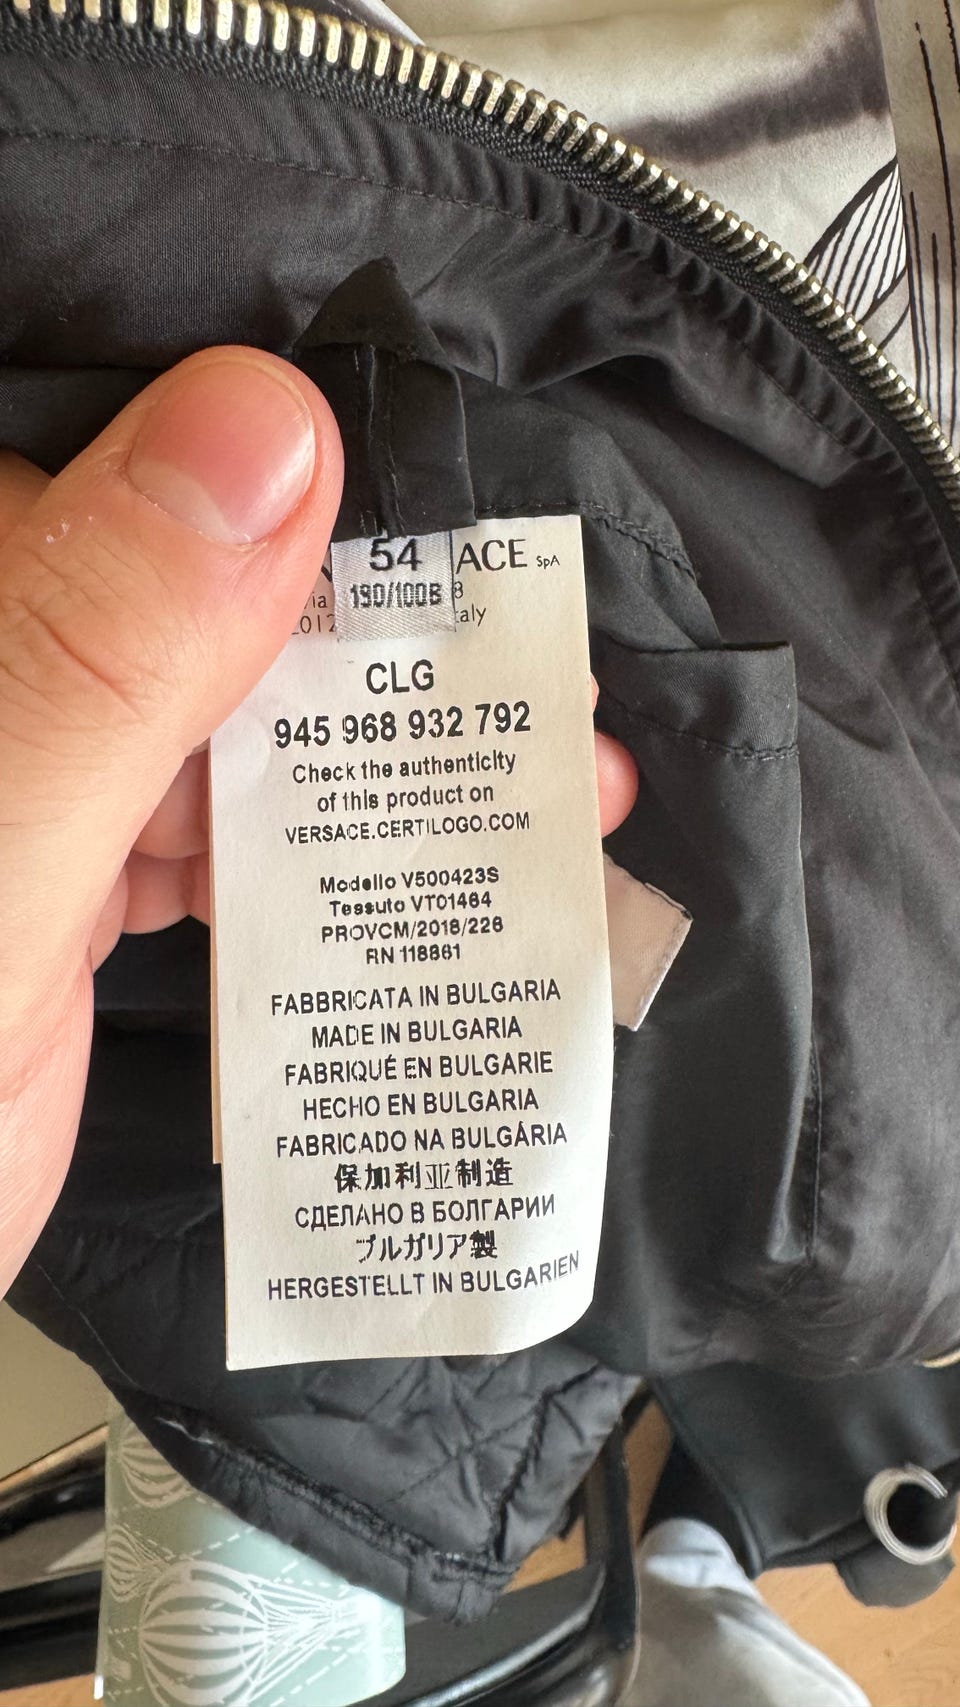 54
190/100B
ACE SpA
8
aly
CLG
945 968 932 792
Check the authenticity
of this product on
VERSACE.CERTILOGO.COM
Modello V500423S
Tessuto VT01464
PROVCM/2018/226
RN 118861
FABBRICATA IN BULGARIA
MADE IN BULGARIA
FABRIQUÉ EN BULGARIE
HECHO EN BULGARIA
FABRICADO NA BULGÁRIA
保加利亚制造
СДЕЛАНО В БОЛГАРИИ
ブルガリア製
HERGESTELLT IN BULGARIEN